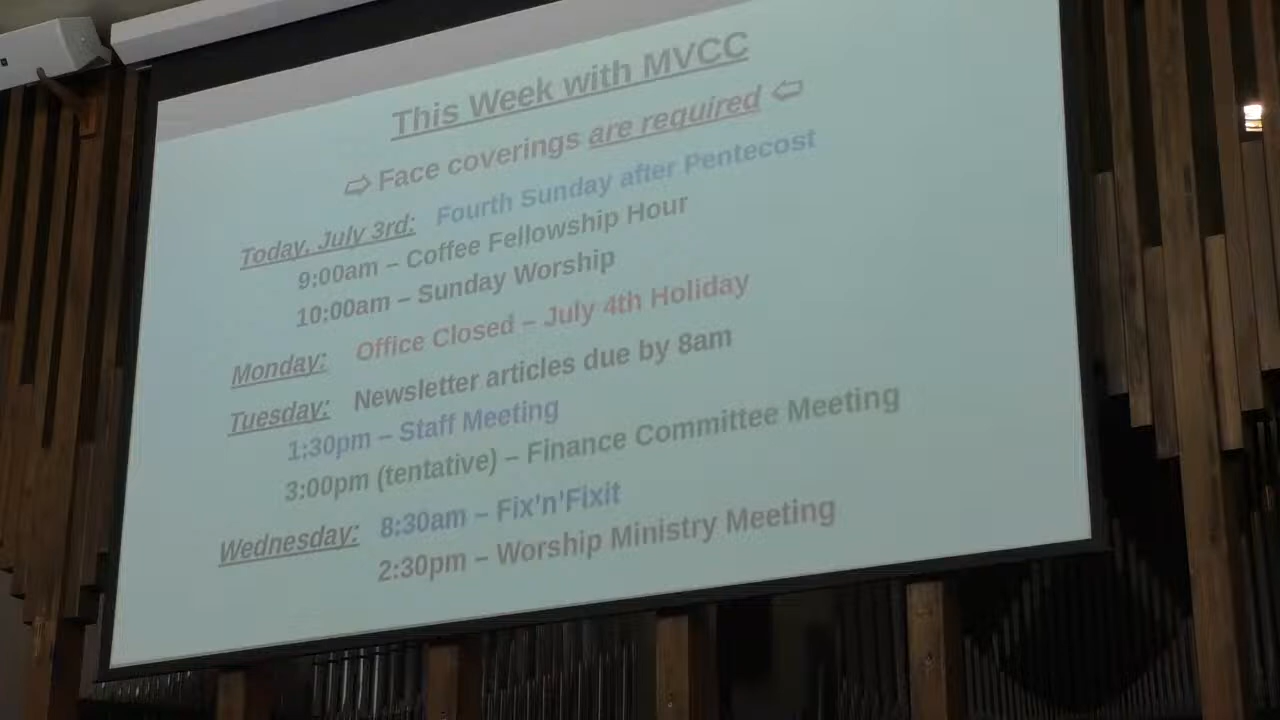 This Week with MVCC
⇨ Face coverings are required ⇦
Today, July 3rd: Fourth Sunday after Pentecost
9:00am – Coffee Fellowship Hour
10:00am – Sunday Worship
Monday: Office Closed – July 4th Holiday
Tuesday: Newsletter articles due by 8am
1:30pm – Staff Meeting
3:00pm (tentative) – Finance Committee Meeting
Wednesday: 8:30am – Fix'n'Fixit
2:30pm – Worship Ministry Meeting